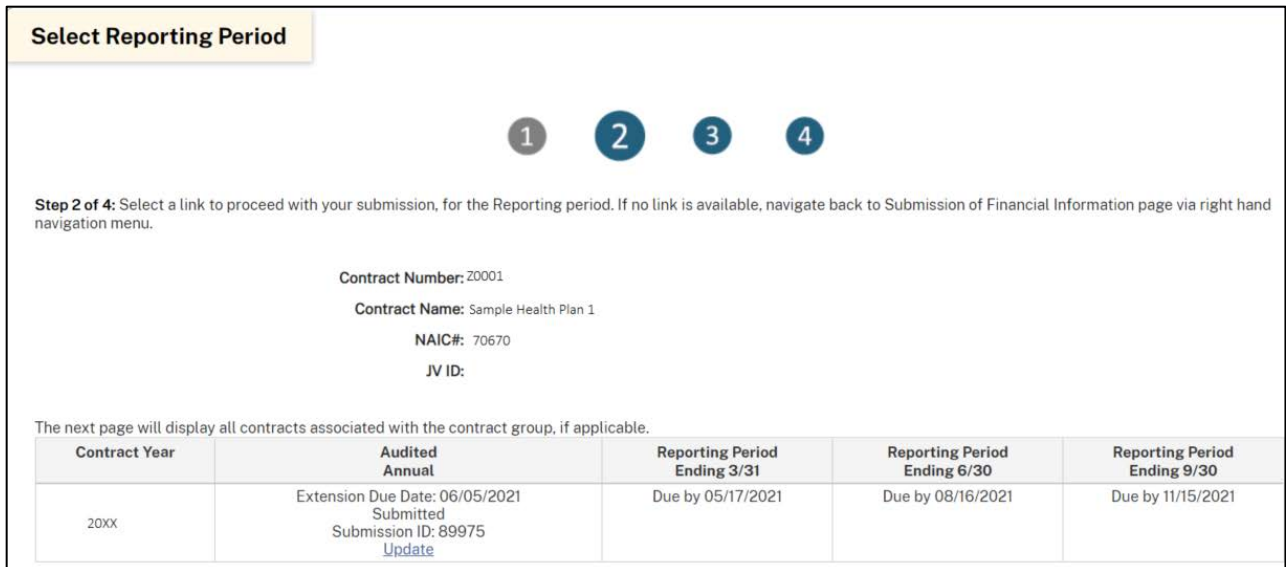 Select Reporting Period
1 2 3 4
Step 2 of 4: Select a link to proceed with your submission, for the Reporting period. If no link is available, navigate back to Submission of Financial Information page via right hand
navigation menu.
Contract Number: Z0001
Contract Name: Sample Health Plan 1
NAIC#: 70670
JV ID:
The next page will display all contracts associated with the contract group, if applicable.
Contract Year Audited Reporting Period Reporting Period Reporting Period
Annual Ending 3/31 Ending 6/30 Ending 9/30
Extension Due Date: 06/05/2021 Due by 05/17/2021 Due by 08/16/2021 Due by 11/15/2021
Submitted
20XX
Submission ID: 89975
Update